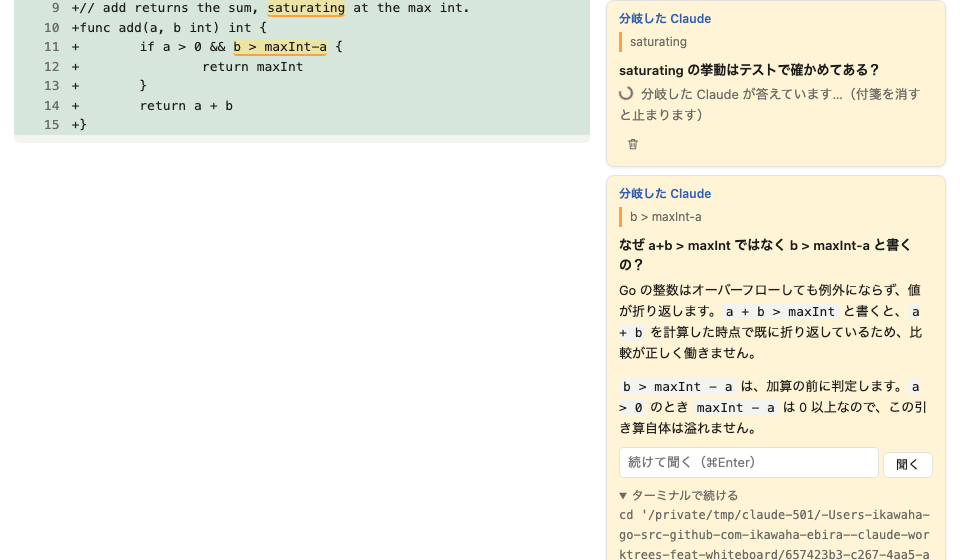 9 +// add returns the sum, saturating at the max int.
10 +func add(a, b int) int {
11 + if a > 0 && b > maxInt-a {
12 + return maxInt
13 + }
14 + return a + b
15 +}
分岐した Claude
saturating
saturating の挙動はテストで確かめてある？
分岐した Claude が答えています…（付箋を消す
と止まります）
分岐した Claude
b > maxInt-a
なぜ a+b > maxInt ではなく b > maxInt-a と書く
の？
Go の整数はオーバーフローしても例外にならず、値
が折り返します。a + b > maxInt と書くと、a
+ b を計算した時点で既に折り返しているため、比
較が正しく働きません。
b > maxInt - a は、加算の前に判定します。a
> 0 のとき maxInt - a は 0 以上なので、この引
き算自体は溢れません。
続けて聞く（⌘Enter）
聞く
▼ ターミナルで続ける
cd '/private/tmp/claude-501/-Users-ikawaha-
go-src-github-com-ikawaha-ebira--claude-wor
ktrees-feat-whiteboard/657423b3-c267-4aa5-a